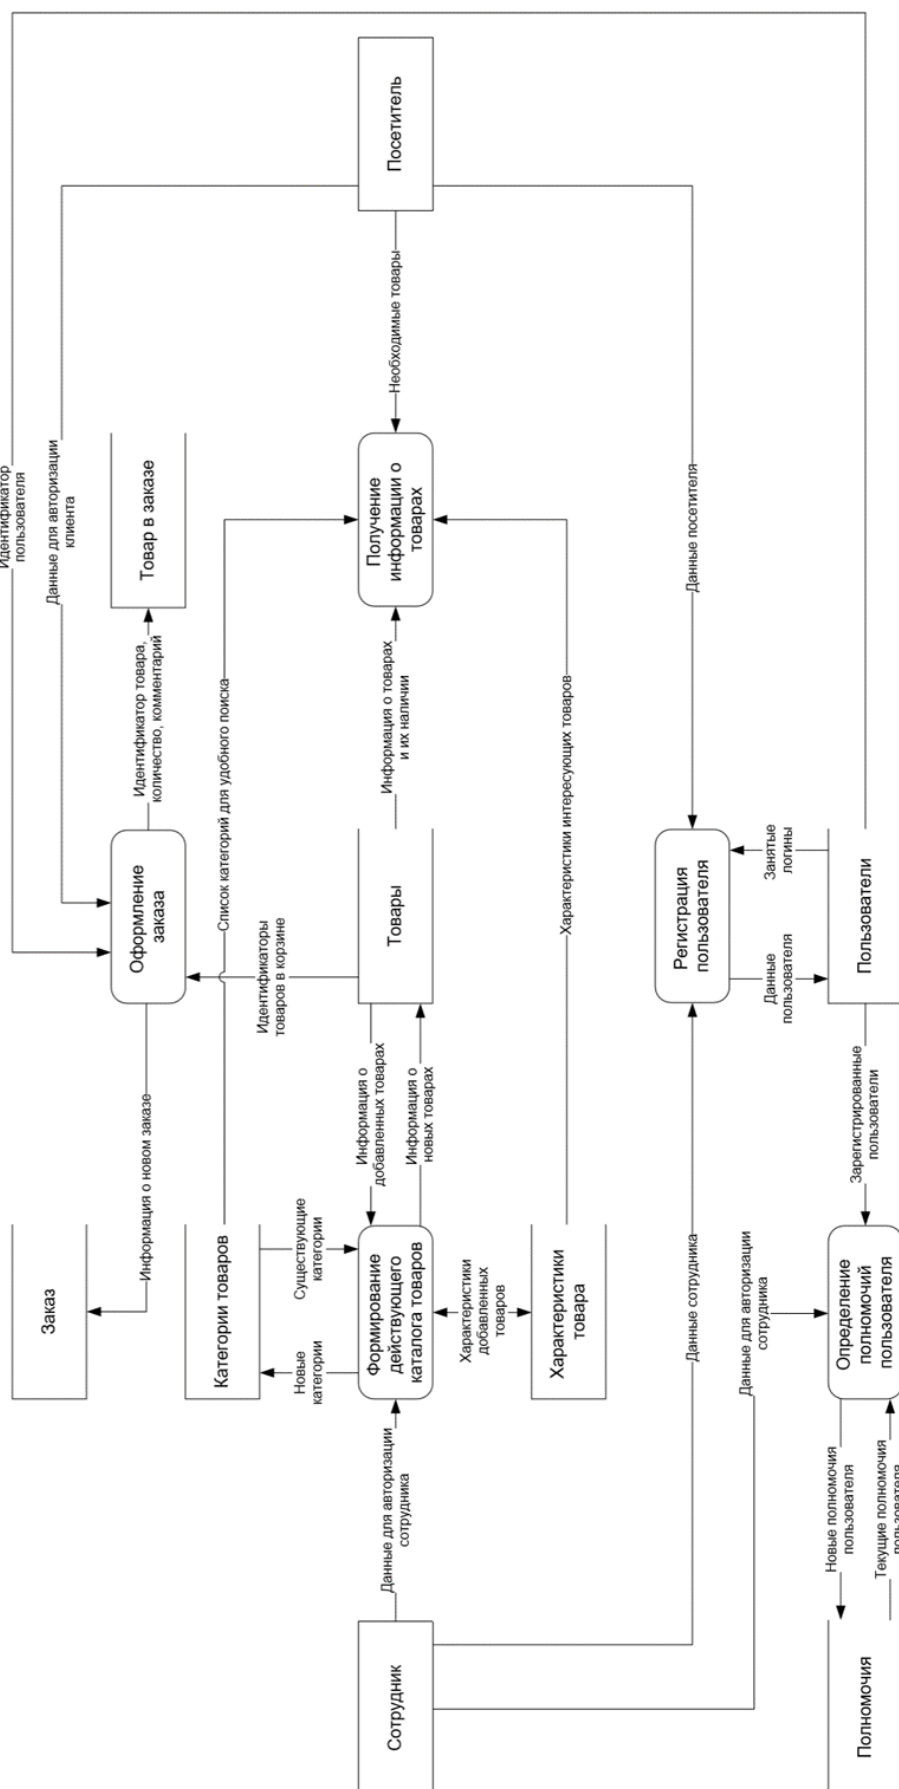 Идентификатор
пользователя
Данные для авторизации
клиента
Посетитель
Товар в заказе
Необходимые товары
Получение
информации о
товарах
Данные посетителя
Идентификатор товара,
количество, комментарий
Список категорий для удобного поиска
Информация о товарах
и их наличии
Характеристики интересующих товаров
Оформление
заказа
Идентификаторы
товаров в корзине
Товары
Регистрация
пользователя
Занятые
логины
Данные
пользователя
Пользователи
Информация о новом заказе
Информация о
добавленных товарах
Информация о
новых товарах
Зарегистрированные
пользователи
Заказ
Категории товаров
Существующие
категории
Новые
категории
Формирование
действующего
каталога товаров
Характеристики
добавленных
товаров
Характеристики
товара
Данные сотрудника
Данные для авторизации
сотрудника
Определение
полномочий
пользователя
Данные для авторизации
сотрудника
Новые полномочия
пользователя
Текущие полномочия
пользователя
Сотрудник
Полномочия